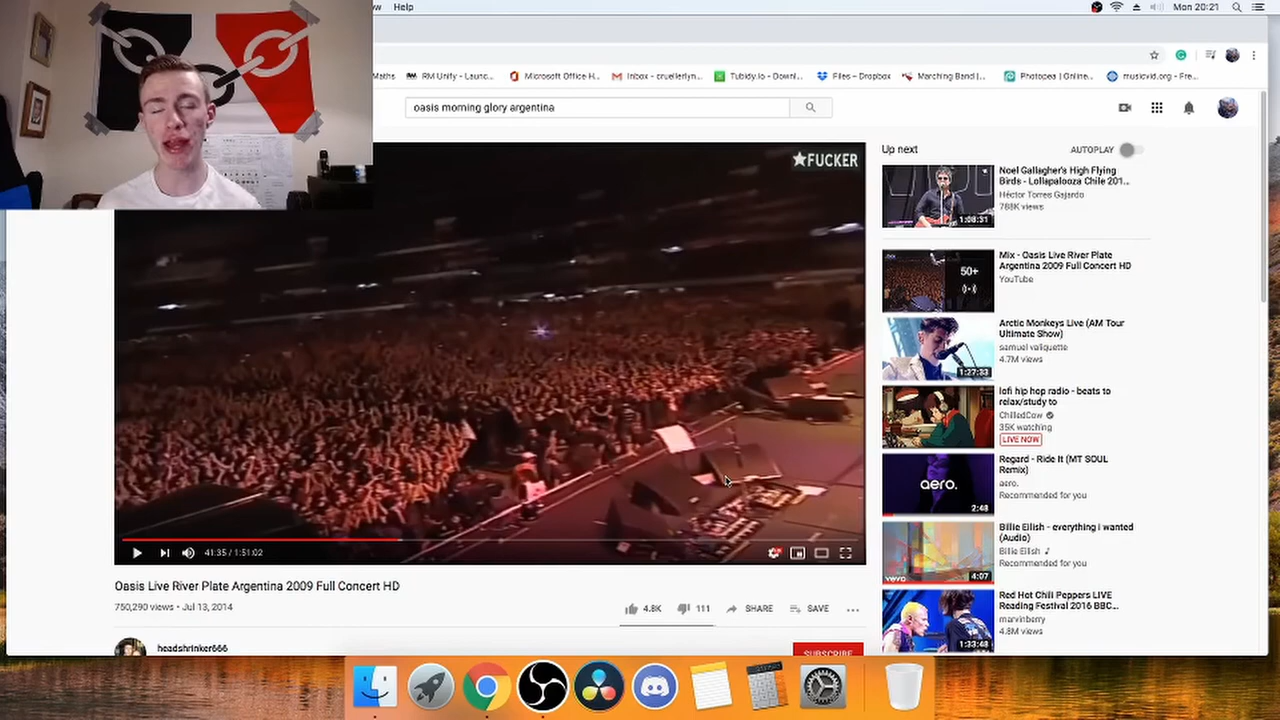 Help
Mon 20:21
Maths
RM Unify - Launc...
Microsoft Office H...
Inbox - cruellerlyn...
Tubidy.io - Downl...
Files - Dropbox
Marching Band |...
Photopea | Online...
musicvid.org - Fre...
oasis morning glory argentina
★FUCKER
Up next
AUTOPLAY
Noel Gallagher's High Flying
Birds - Lollapalooza Chile 201...
Héctor Torres Gajardo
788K views
1:08:31
Mix - Oasis Live River Plate
Argentina 2009 Full Concert HD
YouTube
50+
Arctic Monkeys Live (AM Tour
Ultimate Show)
samuel valiquette
4.7M views
1:27:33
lofi hip hop radio - beats to
relax/study to
ChilledCow
35K watching
LIVE NOW
Regard - Ride It (MT SOUL
Remix)
aero.
Recommended for you
aero.
2:48
Billie Eilish - everything i wanted
(Audio)
Billie Eilish
Recommended for you
vevo
4:07
Red Hot Chili Peppers LIVE
Reading Festival 2016 BBC...
marvinberry
4.8M views
1:33:48
41:35 / 1:51:02
Oasis Live River Plate Argentina 2009 Full Concert HD
750,290 views • Jul 13, 2014
4.8K
111
SHARE
SAVE
headshrinker666
SUBSCRIBE